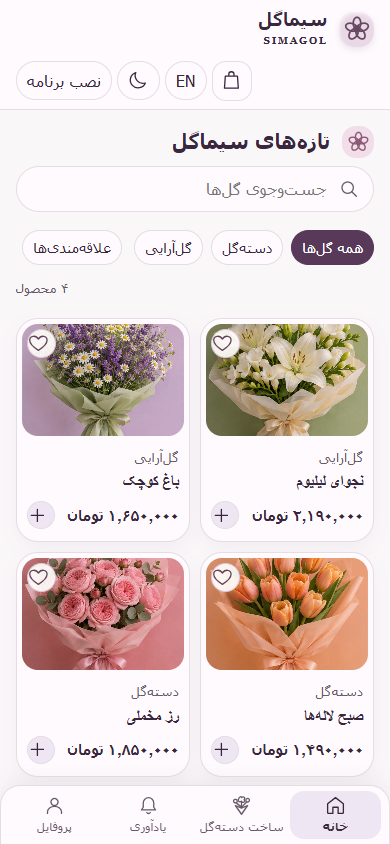 سیماگل
SIMAGOL
EN
نصب برنامه
تازه‌های سیماگل
جست‌وجوی گل‌ها
همه گل‌ها
دسته‌گل
گل‌آرایی
علاقه‌مندی‌ها
۴ محصول
گل‌آرایی
نجوای لیلیوم
۲,۱۹۰,۰۰۰ تومان
گل‌آرایی
باغ کوچک
۱,۶۵۰,۰۰۰ تومان
دسته‌گل
صبح لاله‌ها
۱,۴۹۰,۰۰۰ تومان
دسته‌گل
رز مخملی
۱,۸۵۰,۰۰۰ تومان
خانه
ساخت دسته‌گل
یادآوری
پروفایل